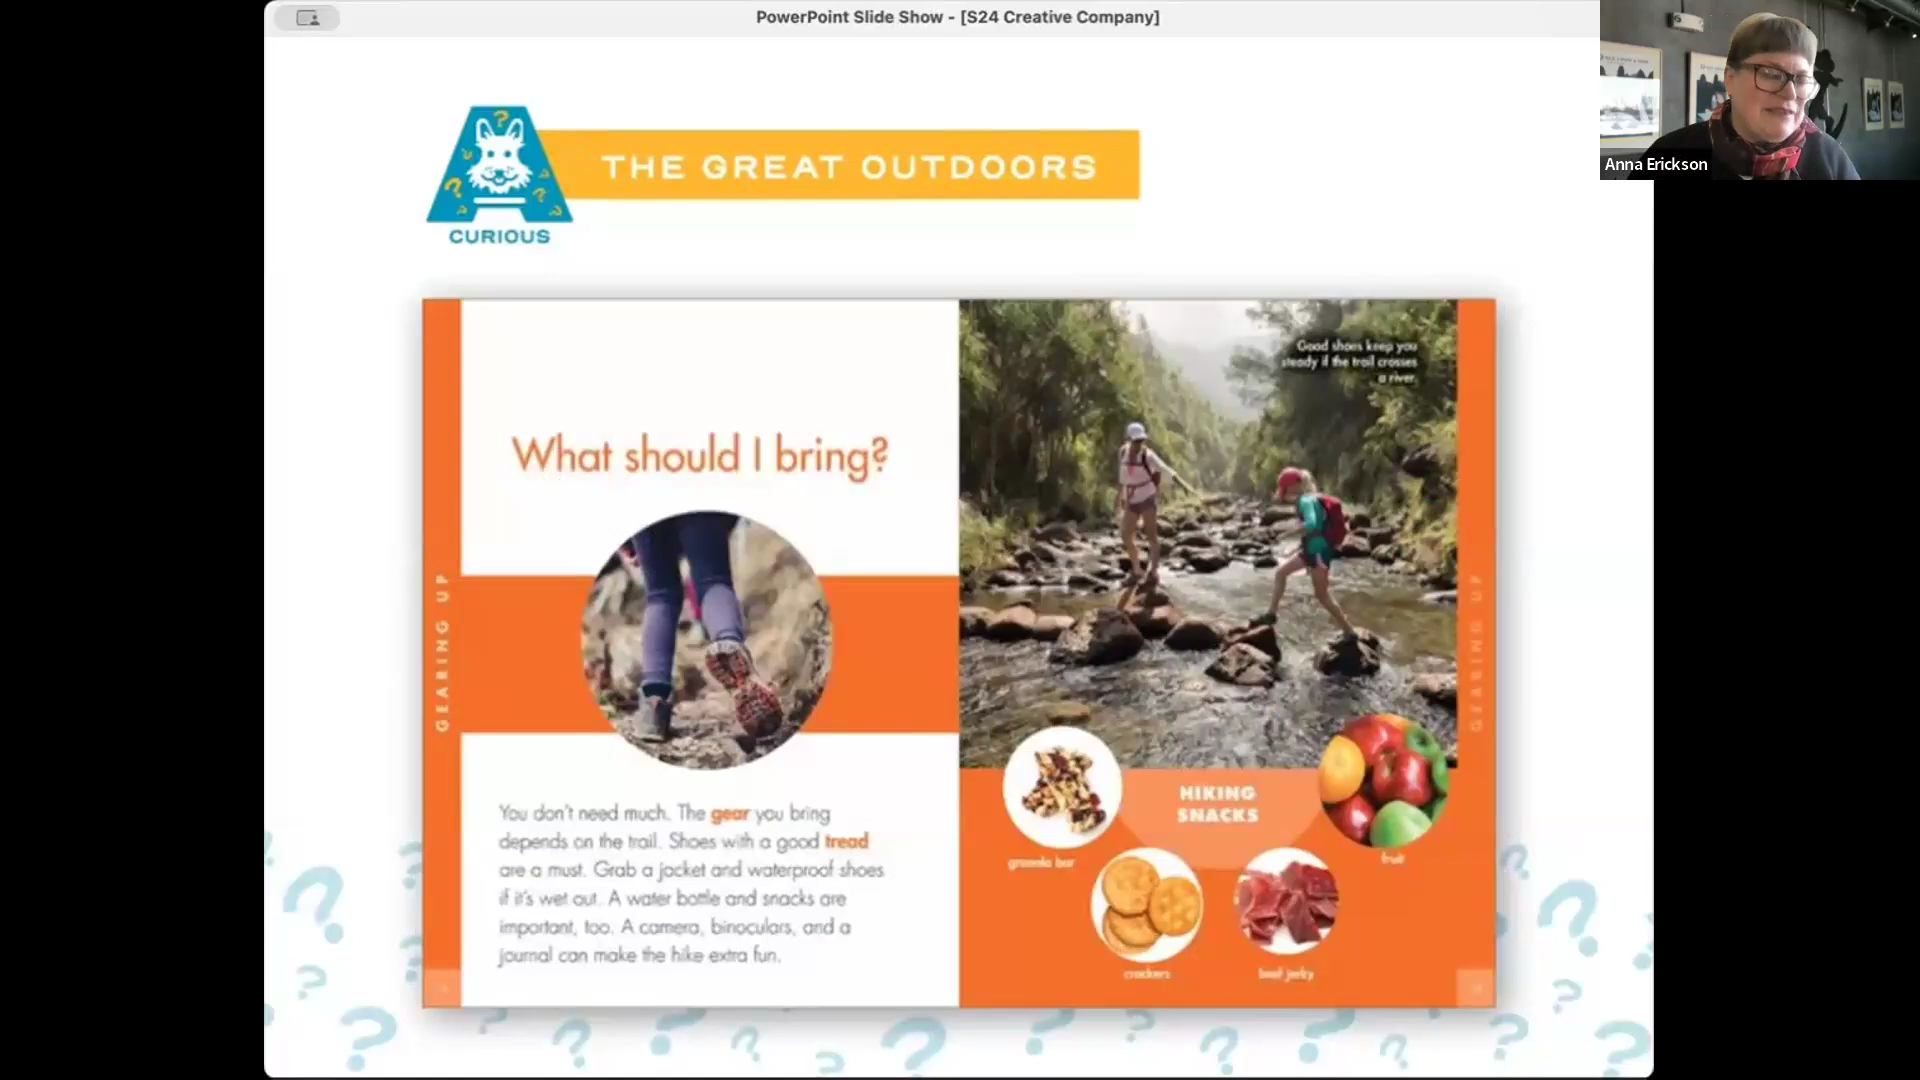 PowerPoint Slide Show - [S24 Creative Company]
Anna Erickson
THE GREAT OUTDOORS
CURIOUS
Good shoes keep you
steady if the trail crosses
a river.
What should I bring?
GEARING UP
You don't need much. The gear you bring
depends on the trail. Shoes with a good tread
are a must. Grab a jacket and waterproof shoes
if it's wet out. A water bottle and snacks are
important, too. A camera, binoculars, and a
journal can make the hike extra fun.
GEARING UP
HIKING
SNACKS
granola bar
fruit
crackers
beef jerky